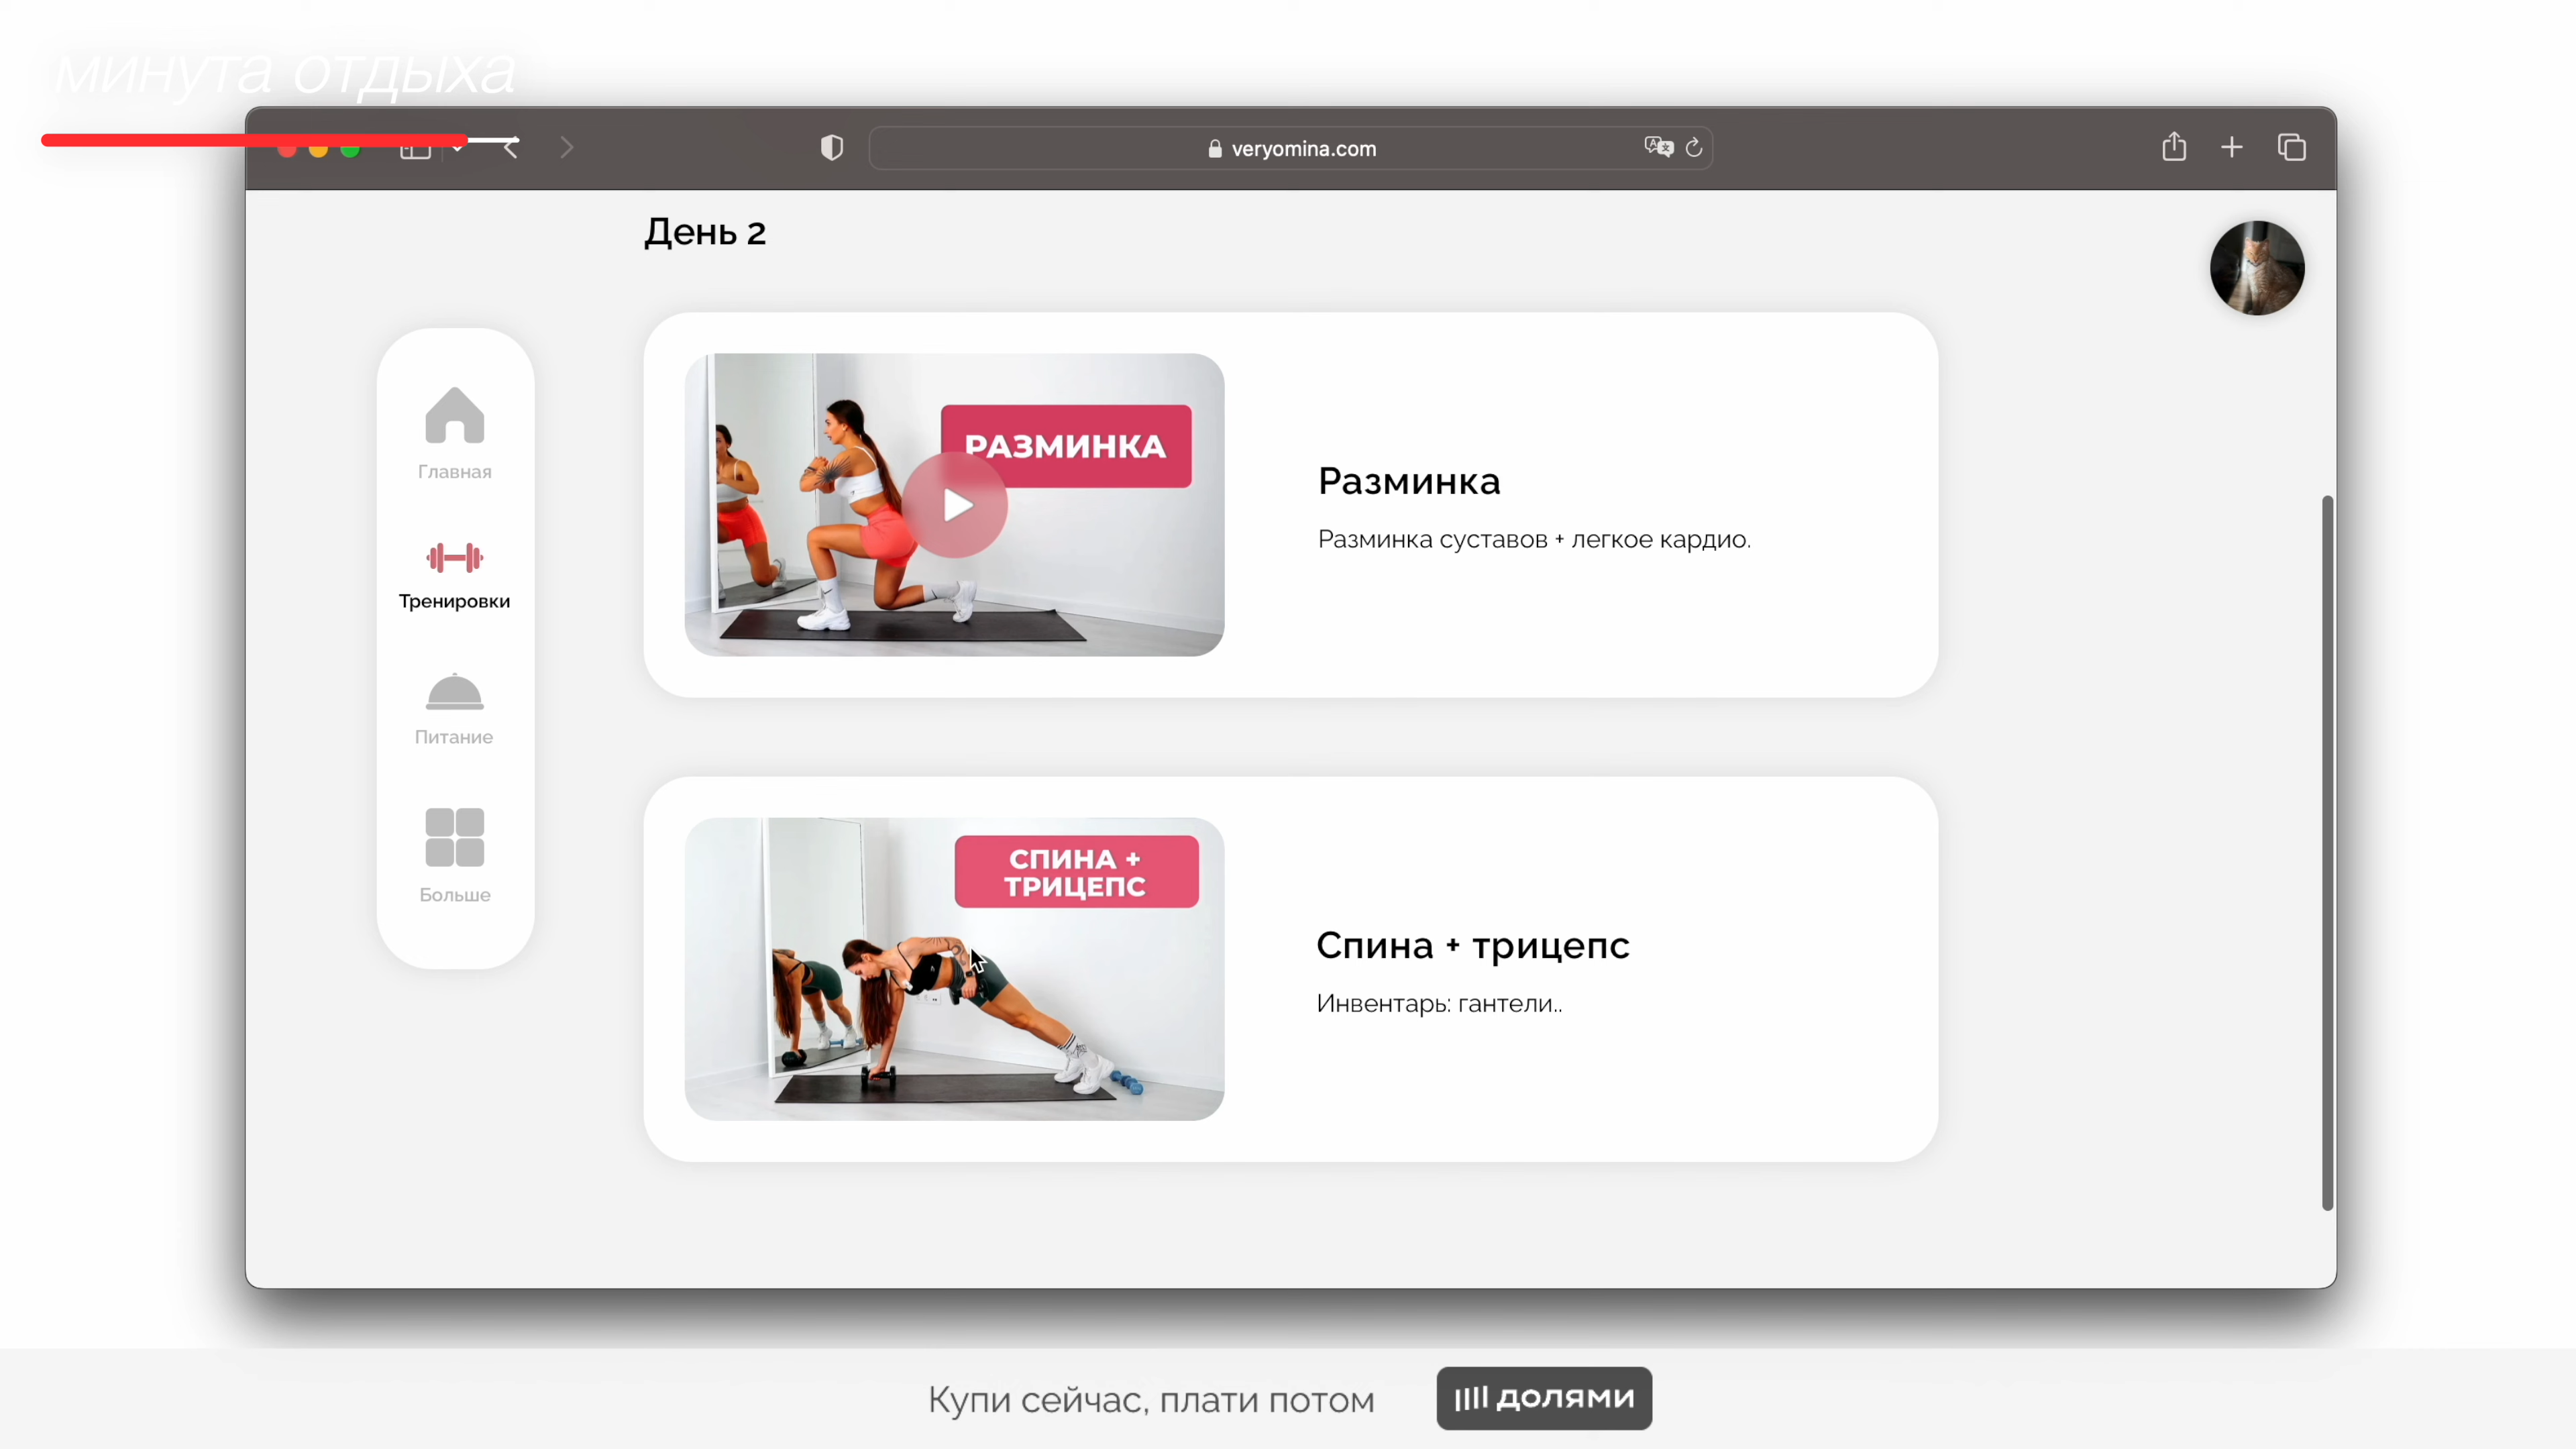 минута отдыха
veryomina.com
День 2
Главная
Тренировки
Питание
Больше
РАЗМИНКА
Разминка
Разминка суставов + легкое кардио.
СПИНА +
ТРИЦЕПС
Спина + трицепс
Инвентарь: гантели..
Купи сейчас, плати потом
долями